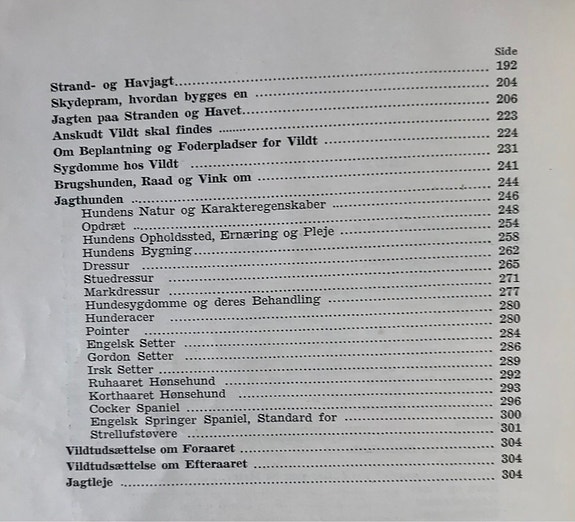 Side
Strand- og Havjagt.......... 192
Skydepram, hvordan bygges en .......... 204
Jagten paa Stranden og Havet.......... 206
Anskudt Vildt skal findes .......... 223
Om Beplantning og Foderpladser for Vildt .......... 224
Sygdomme hos Vildt .......... 231
Brugshunden, Raad og Vink om .......... 241
Jagthunden .......... 244
Hundens Natur og Karakteregenskaber .......... 246
Opdræt .......... 248
Hundens Opholdssted, Ernæring og Pleje .......... 254
Hundens Bygning.......... 258
Dressur .......... 262
Stuedressur .......... 265
Markdressur .......... 271
Hundesygdomme og deres Behandling .......... 277
Hunderacer .......... 280
Pointer .......... 280
Engelsk Setter .......... 284
Gordon Setter .......... 286
Irsk Setter .......... 289
Ruhaaret Hønsehund .......... 292
Korthaaret Hønsehund .......... 293
Cocker Spaniel .......... 296
Engelsk Springer Spaniel, Standard for .......... 300
Strellufstøvere .......... 301
Vildtudsættelse om Foraaret .......... 304
Vildtudsættelse om Efteraaret .......... 304
Jagtleje .......... 304